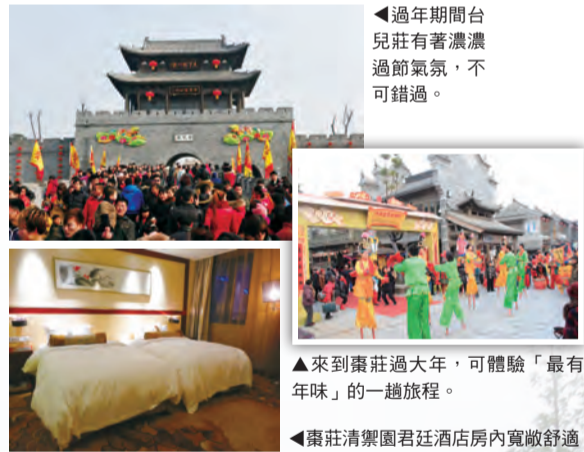 ◀過年期間台
兒莊有著濃濃
過節氣氛，不
可錯過。
▲來到棗莊過大年，可體驗「最有
年味」的一趟旅程。
◀棗莊清禦園君廷酒店房內寬敞舒適